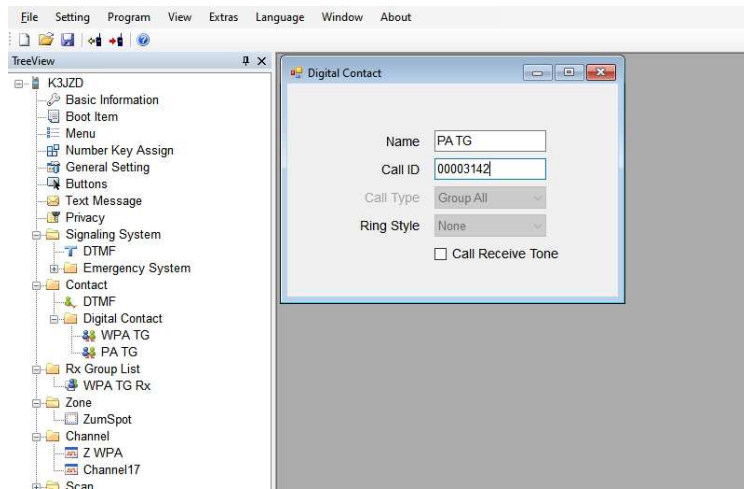 File Setting Program View Extras Language Window About
TreeView
K3JZD
Basic Information
Boot Item
Menu
Number Key Assign
General Setting
Buttons
Text Message
Privacy
Signaling System
DTMF
Emergency System
Contact
DTMF
Digital Contact
WPA TG
PA TG
Rx Group List
WPA TG Rx
Zone
ZumSpot
Channel
Z WPA
Channel17
Scan
Digital Contact
Name PA TG
Call ID 00003142
Call Type Group All
Ring Style None
Call Receive Tone